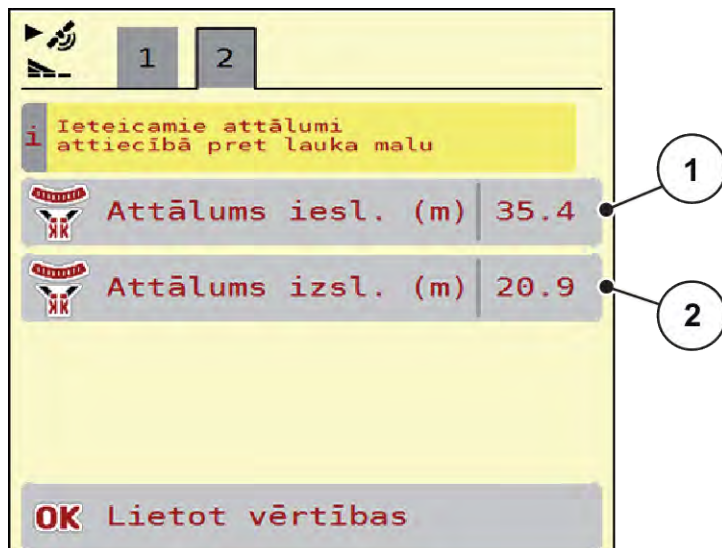 1 2
i Ieteicamie attālumi
attiecībā pret lauka malu
Attālums iesl. (m) 35.4
1
Attālums izsl. (m) 20.9
2
OK Lietot vērtības